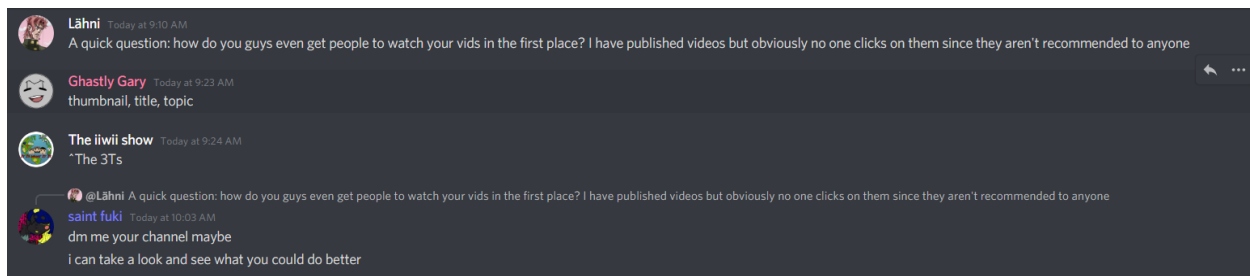 Lähni Today at 9:10 AM
A quick question: how do you guys even get people to watch your vids in the first place? I have published videos but obviously no one clicks on them since they aren't recommended to anyone
Ghastly Gary Today at 9:23 AM
thumbnail, title, topic
The iiwii show Today at 9:24 AM
^The 3Ts
@Lähni A quick question: how do you guys even get people to watch your vids in the first place? I have published videos but obviously no one clicks on them since they aren't recommended to anyone
saint fuki Today at 10:03 AM
dm me your channel maybe
i can take a look and see what you could do better